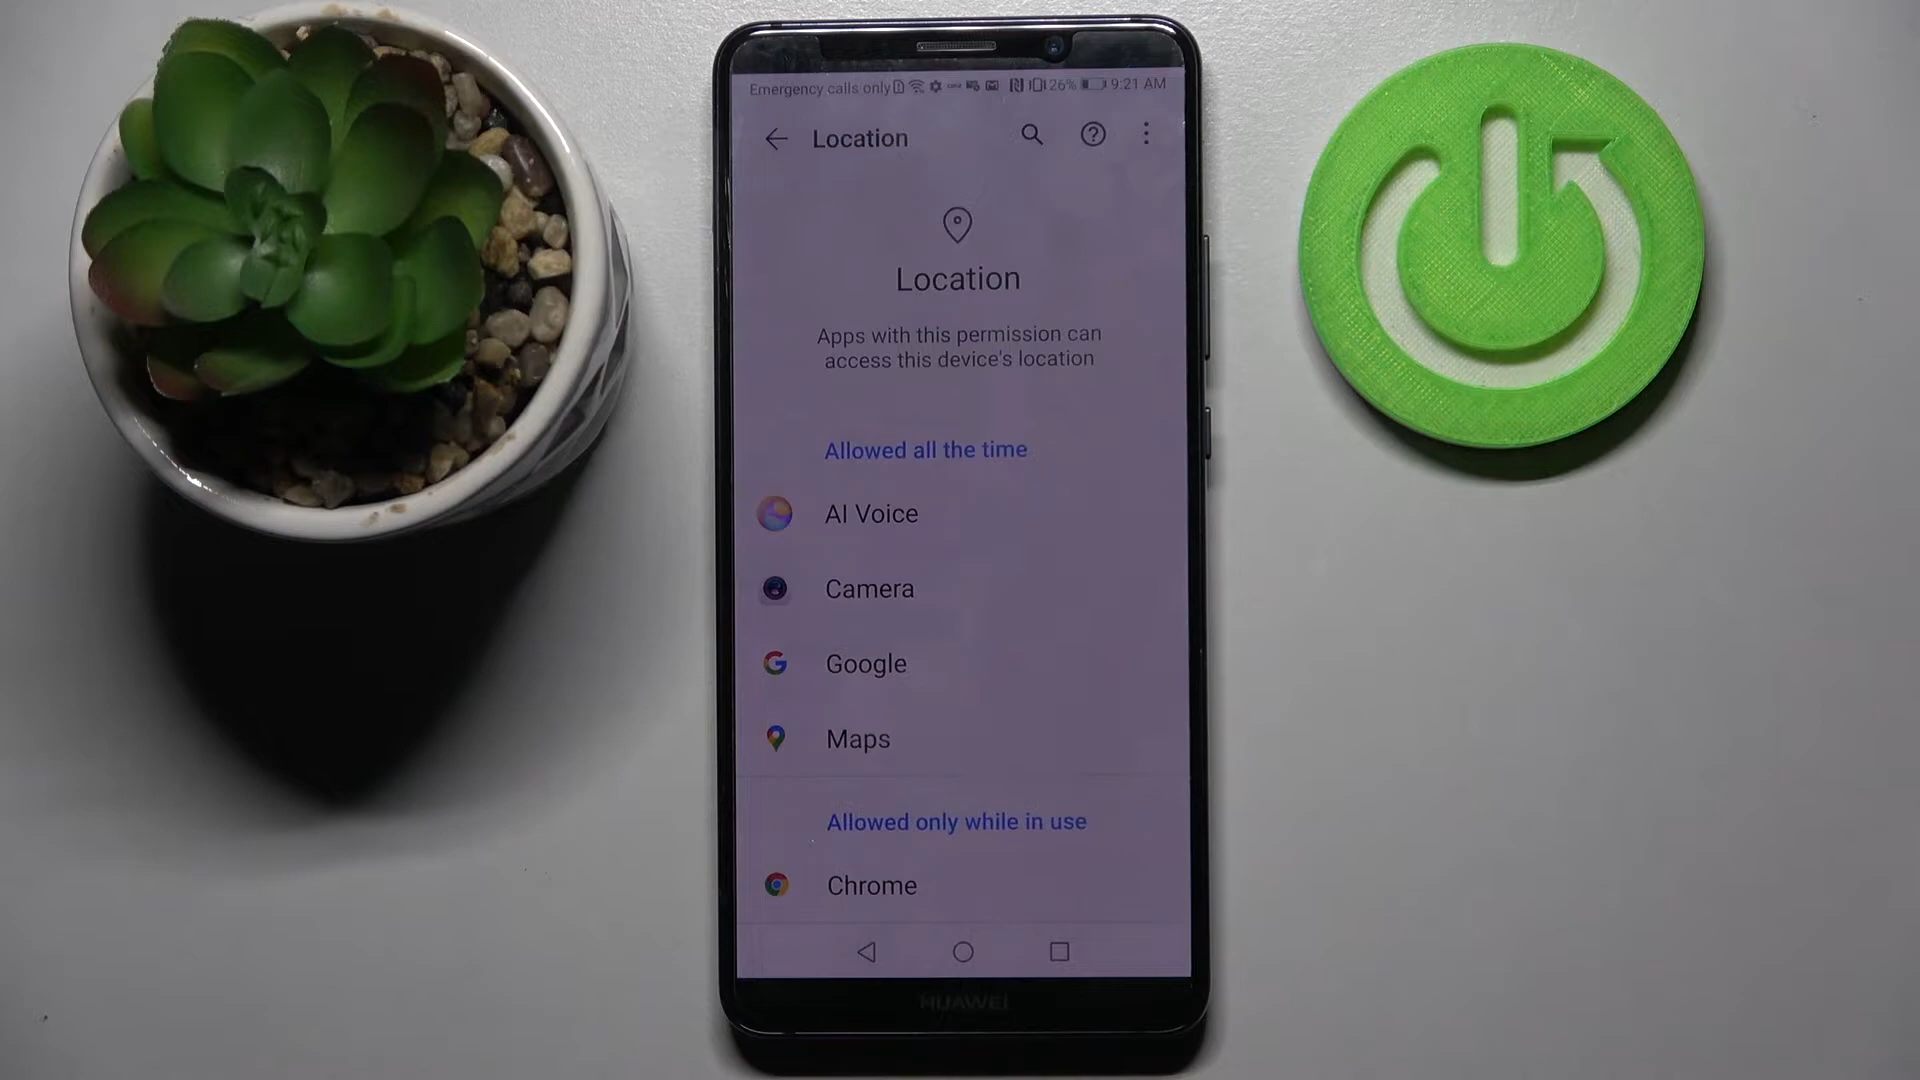 Emergency calls only 26% 9:21 AM
Location
Location
Apps with this permission can
access this device's location
Allowed all the time
AI Voice
Camera
Google
Maps
Allowed only while in use
Chrome
HUAWEI